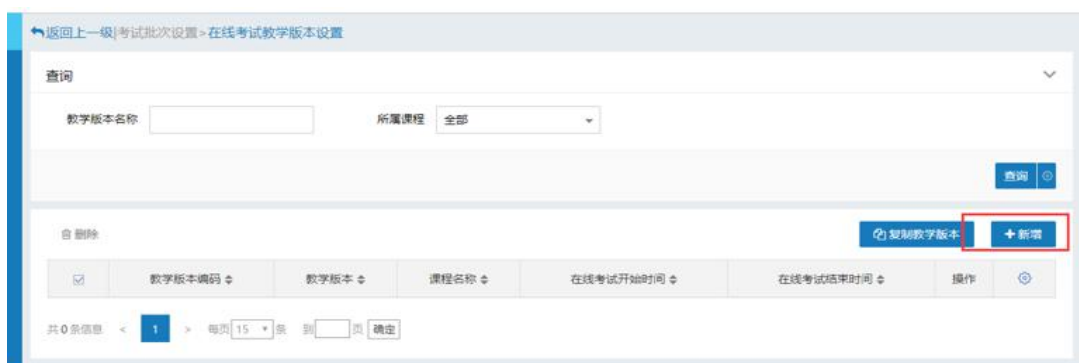 返回上一级|考试批次设置>在线考试教学版本设置
查询
教学版本名称 所属课程 全部
查询
删除 复制教学版本 +新增
教学版本编码 教学版本 课程名称 在线考试开始时间 在线考试结束时间 操作
共0条信息 < 1 > 每页 15 条 到 页 确定